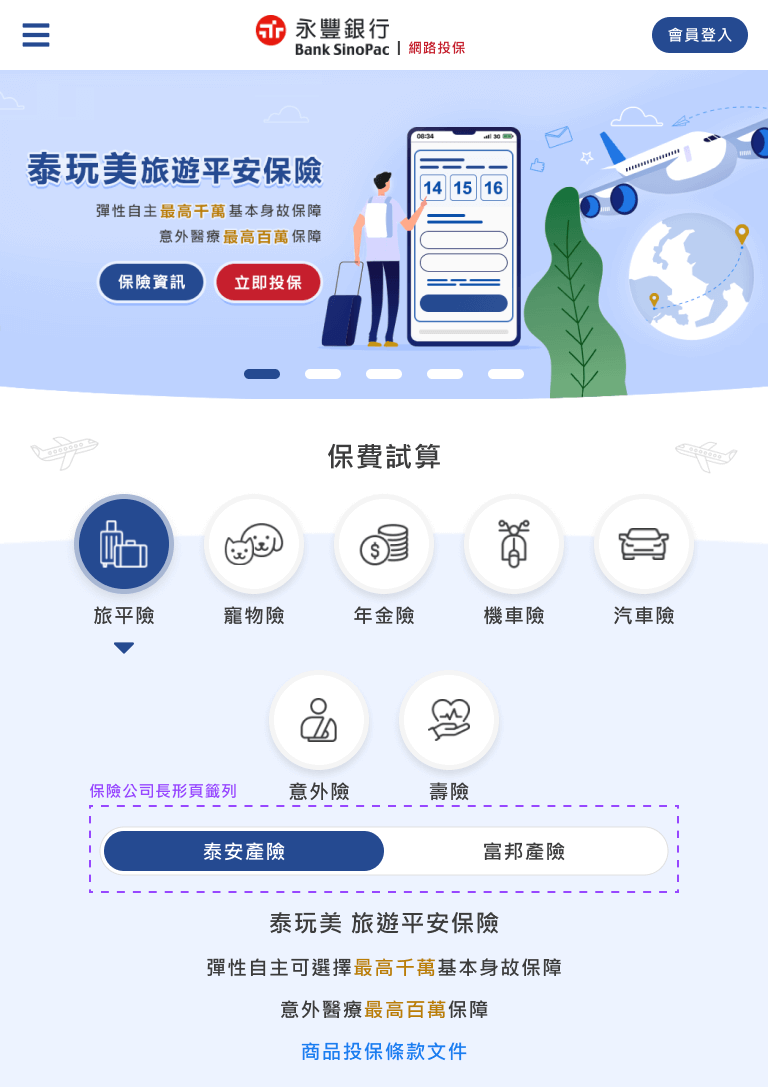 永豐銀行
Bank SinoPac
網路投保
會員登入
泰玩美旅遊平安保險
彈性自主最高千萬基本身故保障
意外醫療最高百萬保障
保險資訊
立即投保
08:34
3G
14 15 16
保費試算
旅平險
寵物險
年金險
機車險
汽車險
意外險
壽險
保險公司長形頁籤列
泰安產險
富邦產險
泰玩美 旅遊平安保險
彈性自主可選擇最高千萬基本身故保障
意外醫療最高百萬保障
商品投保條款文件